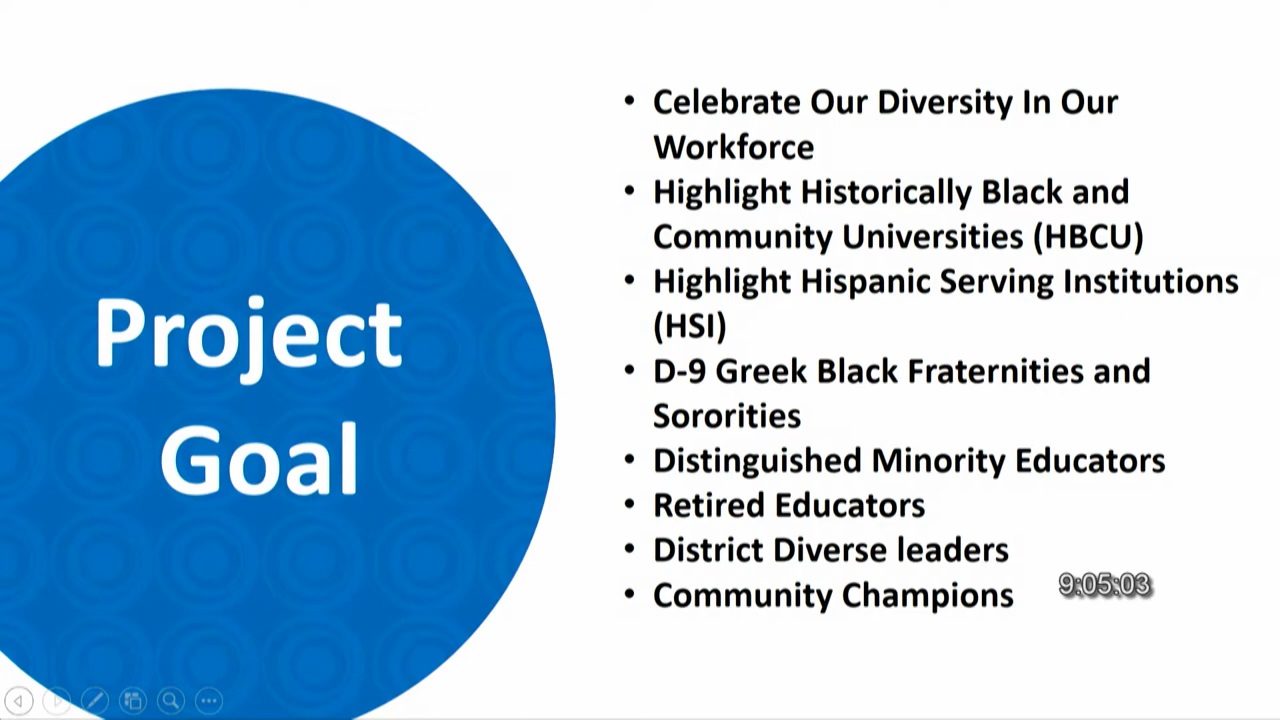 Project
Goal
• Celebrate Our Diversity In Our
Workforce
• Highlight Historically Black and
Community Universities (HBCU)
• Highlight Hispanic Serving Institutions
(HSI)
• D-9 Greek Black Fraternities and
Sororities
• Distinguished Minority Educators
• Retired Educators
• District Diverse leaders
• Community Champions
9:05:03